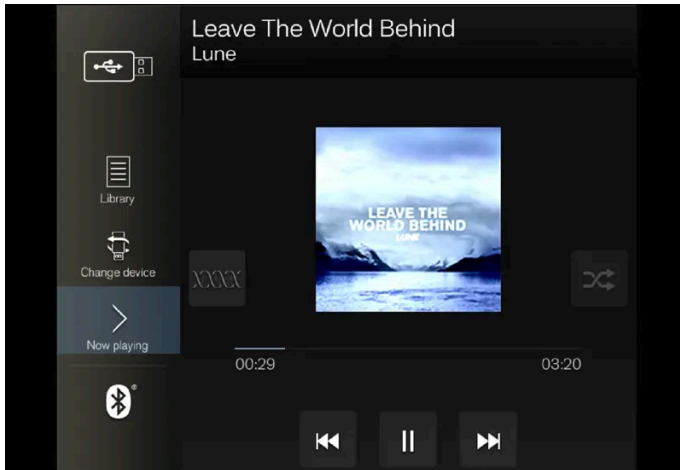 Leave The World Behind
Lune
Library
Change device
Now playing
LEAVE THE
WORLD BEHIND
LUNE
00:29
03:20